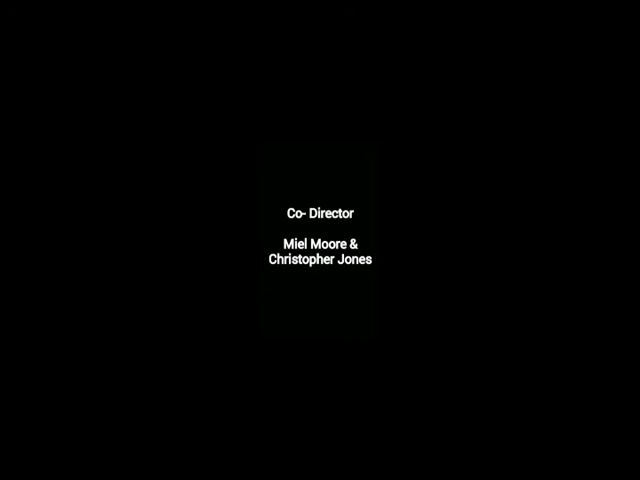 Co- Director
Miel Moore &
Christopher Jones